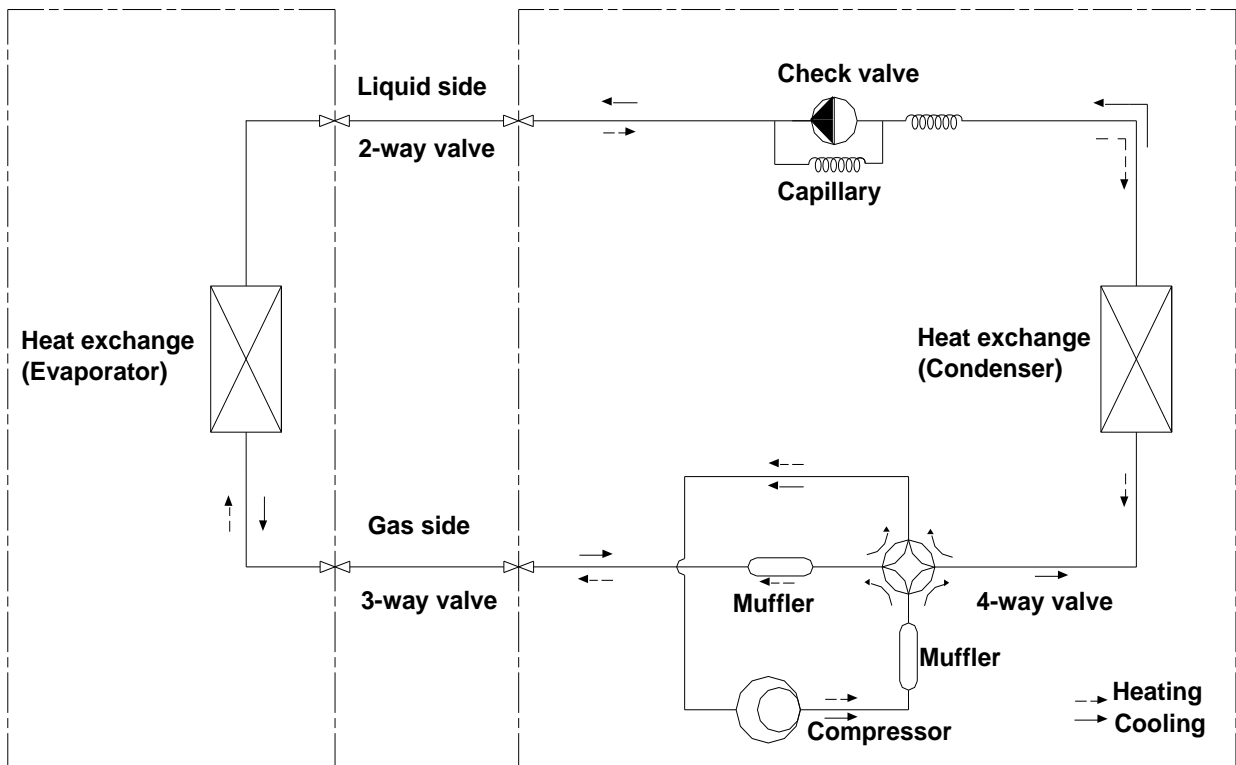 Liquid side
2-way valve
Check valve
Capillary
Heat exchange
(Evaporator)
Heat exchange
(Condenser)
Gas side
3-way valve
Muffler
4-way valve
Muffler
Compressor
Heating
Cooling